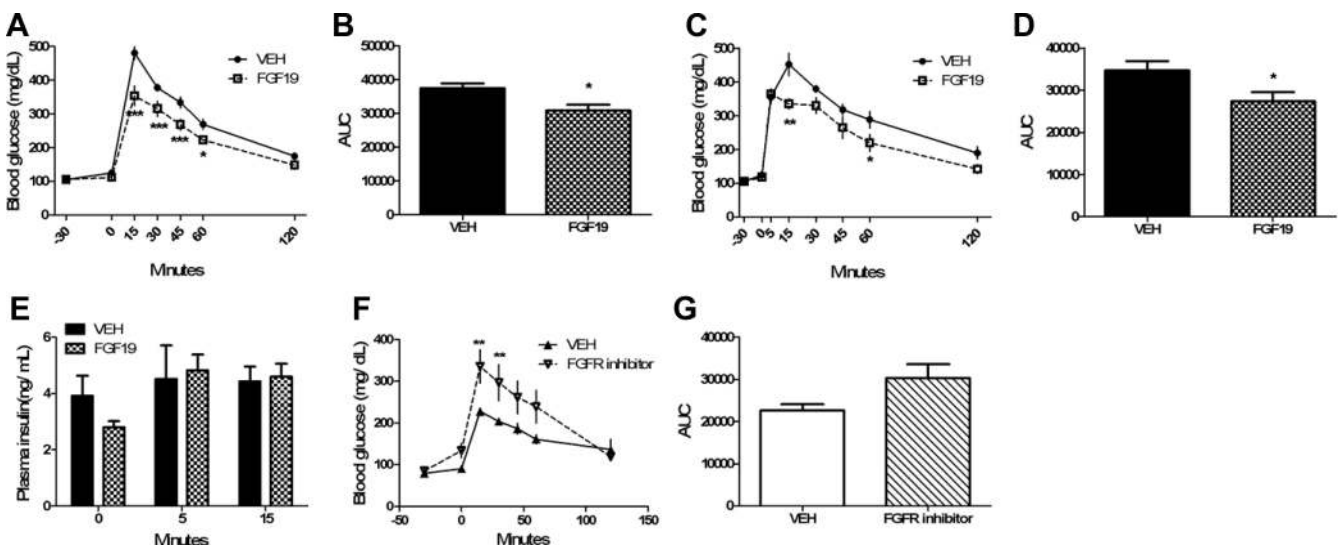 A
Blood glucose (mg/dL)
500
400
300
200
100
0
VEH
FGF19
***
***
***
*
-30
0
15
30
45
60
120
Minutes
B
AUC
50000
40000
30000
20000
10000
0
*
VEH
FGF19
C
Blood glucose (mg/dL)
500
400
300
200
100
0
VEH
FGF19
**
*
-30
0
5
15
30
45
60
120
Minutes
D
AUC
40000
30000
20000
10000
0
*
VEH
FGF19
E
Plasma insulin(ng/ mL)
6
4
2
0
VEH
FGF19
0
5
15
Minutes
F
Blood glucose (mg/ dL)
400
300
200
100
0
**
**
VEH
FGFR inhibitor
-50
0
50
100
150
Minutes
G
AUC
40000
30000
20000
10000
0
VEH
FGFR inhibitor